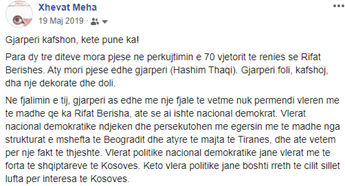 Xhevat Meha
19 Maj 2019
Gjarperi kafshon, kete pune ka!
Para dy tre diteve mora pjese ne perkujtimin e 70 vjetorit te renies se Rifat
Berishes. Aty mori pjese edhe gjarperi (Hashim Thaqi). Gjarperi foli, kafshoj,
dha nje dekorate dhe doli.
Ne fjalimin e tij, gjarperi as edhe me nje fjale te vetme nuk permendi vleren me
te madhe qe ka Rifat Berisha, ate se ai ishte nacional demokrat. Vlerat
nacional demokratike ndjeken dhe persekutohen me egersin me te madhe nga
strukturat e mshefta te Beogradit dhe atyre te majta te Tiranes, dhe ate vetem
per nje fakt te thjeshte. Vlerat politike nacional demokratike jane vlerat me te
forta te shqiptareve te Kosoves. Keto vlera politike jane boshti rreth te cilit sillet
lufta per interesa te Kosoves.